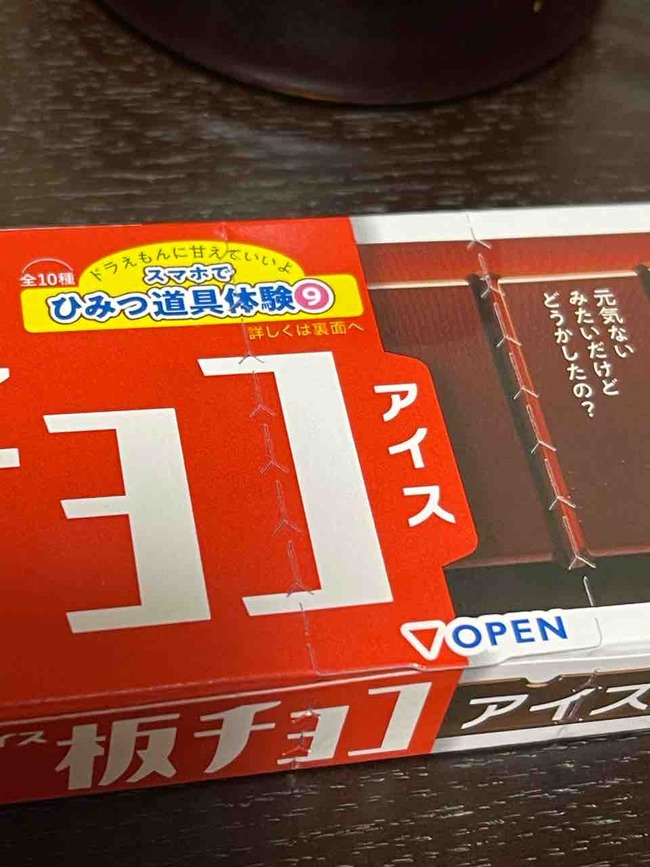 全10種
ドラえもんに甘えていいよ
スマホで
ひみつ道具体験9
詳しくは裏面へ
チョコ
アイス
元気ない
みたいだけど
どうかしたの?
▽OPEN
イス
板チョコ
アイス